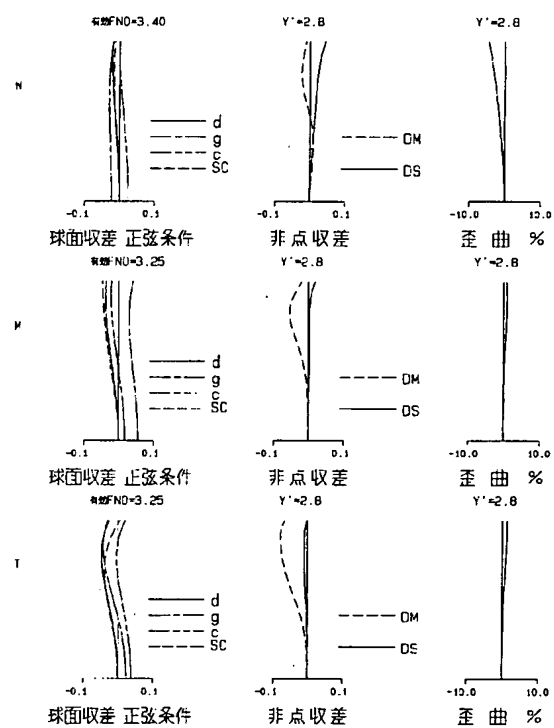 有効FNO=3.40 Y'=2.8 Y'=2.8
W
d
g
c
SC
DM
DS
-0.1 0.1 -0.1 0.1 -10.0 10.0
球面収差 正弦条件 非点収差 歪曲 %
有効FNO=3.25 Y'=2.8 Y'=2.8
M
d
g
c
SC
DM
DS
-0.1 0.1 -0.1 0.1 -10.0 10.0
球面収差 正弦条件 非点収差 歪曲 %
有効FNO=3.25 Y'=2.8 Y'=2.8
T
d
g
c
SC
DM
DS
-0.1 0.1 -0.1 0.1 -10.0 10.0
球面収差 正弦条件 非点収差 歪曲 %